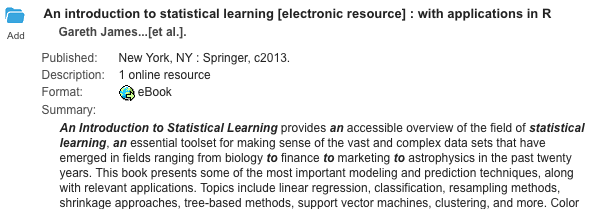 An introduction to statistical learning [electronic resource] : with applications in R
Add
Gareth James...[et al.].
Published: New York, NY : Springer, c2013.
Description: 1 online resource
Format: eBook
Summary:
An Introduction to Statistical Learning provides an accessible overview of the field of statistical
learning, an essential toolset for making sense of the vast and complex data sets that have
emerged in fields ranging from biology to finance to marketing to astrophysics in the past twenty
years. This book presents some of the most important modeling and prediction techniques, along
with relevant applications. Topics include linear regression, classification, resampling methods,
shrinkage approaches, tree-based methods, support vector machines, clustering, and more. Color